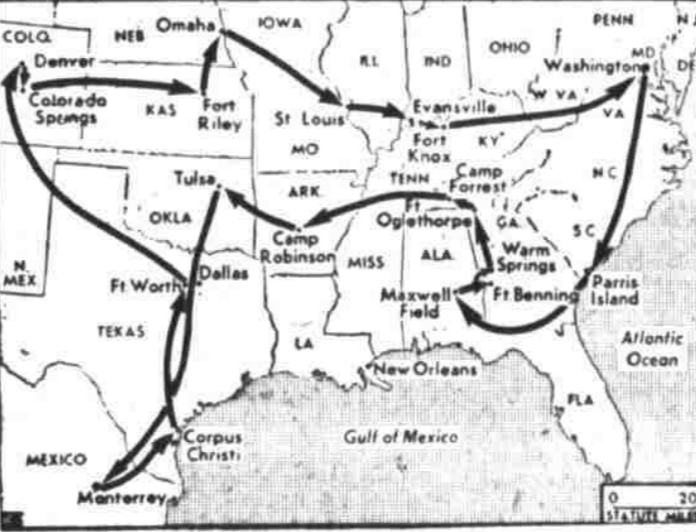 PENN
N.
IOWA
Omaha
NEB
COLO.
OHIO
ILL
IND
MD
Denver
Washington
DE
W VA
Colorado
Springs
KAS
Fort
Riley
St Louis
Evansville
VA
Fort
Knox
KY
MO
Camp
Forrest
TENN
N C
Tulsa
ARK.
Ft
Oglethorpe
GA.
OKLA
S C
Camp
Robinson
ALA.
Warm
Springs
N.
MEX
MISS
Dallas
Ft Worth
Maxwell
Field
Ft Benning
Parris
Island
TEXAS
LA
Atlantic
Ocean
New Orleans
FLA
Corpus
Christi
Gulf of Mexico
MEXICO
Monterrey
0 20
STATUTE